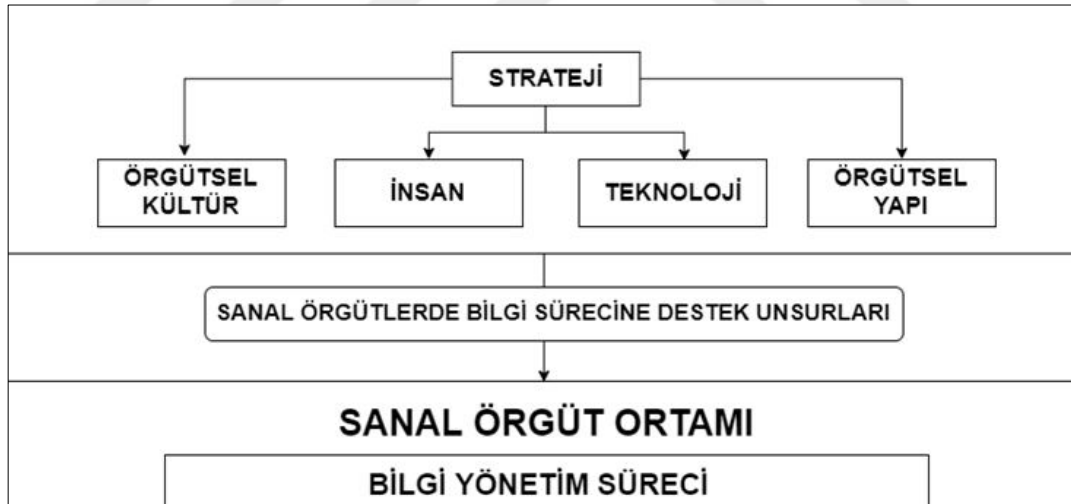 STRATEJİ
ÖRGÜTSEL
KÜLTÜR
İNSAN
TEKNOLOJİ
ÖRGÜTSEL
YAPI
SANAL ÖRGÜTLERDE BİLGİ SÜRECİNE DESTEK UNSURLARI
SANAL ÖRGÜT ORTAMI
BİLGİ YÖNETİM SÜRECİ